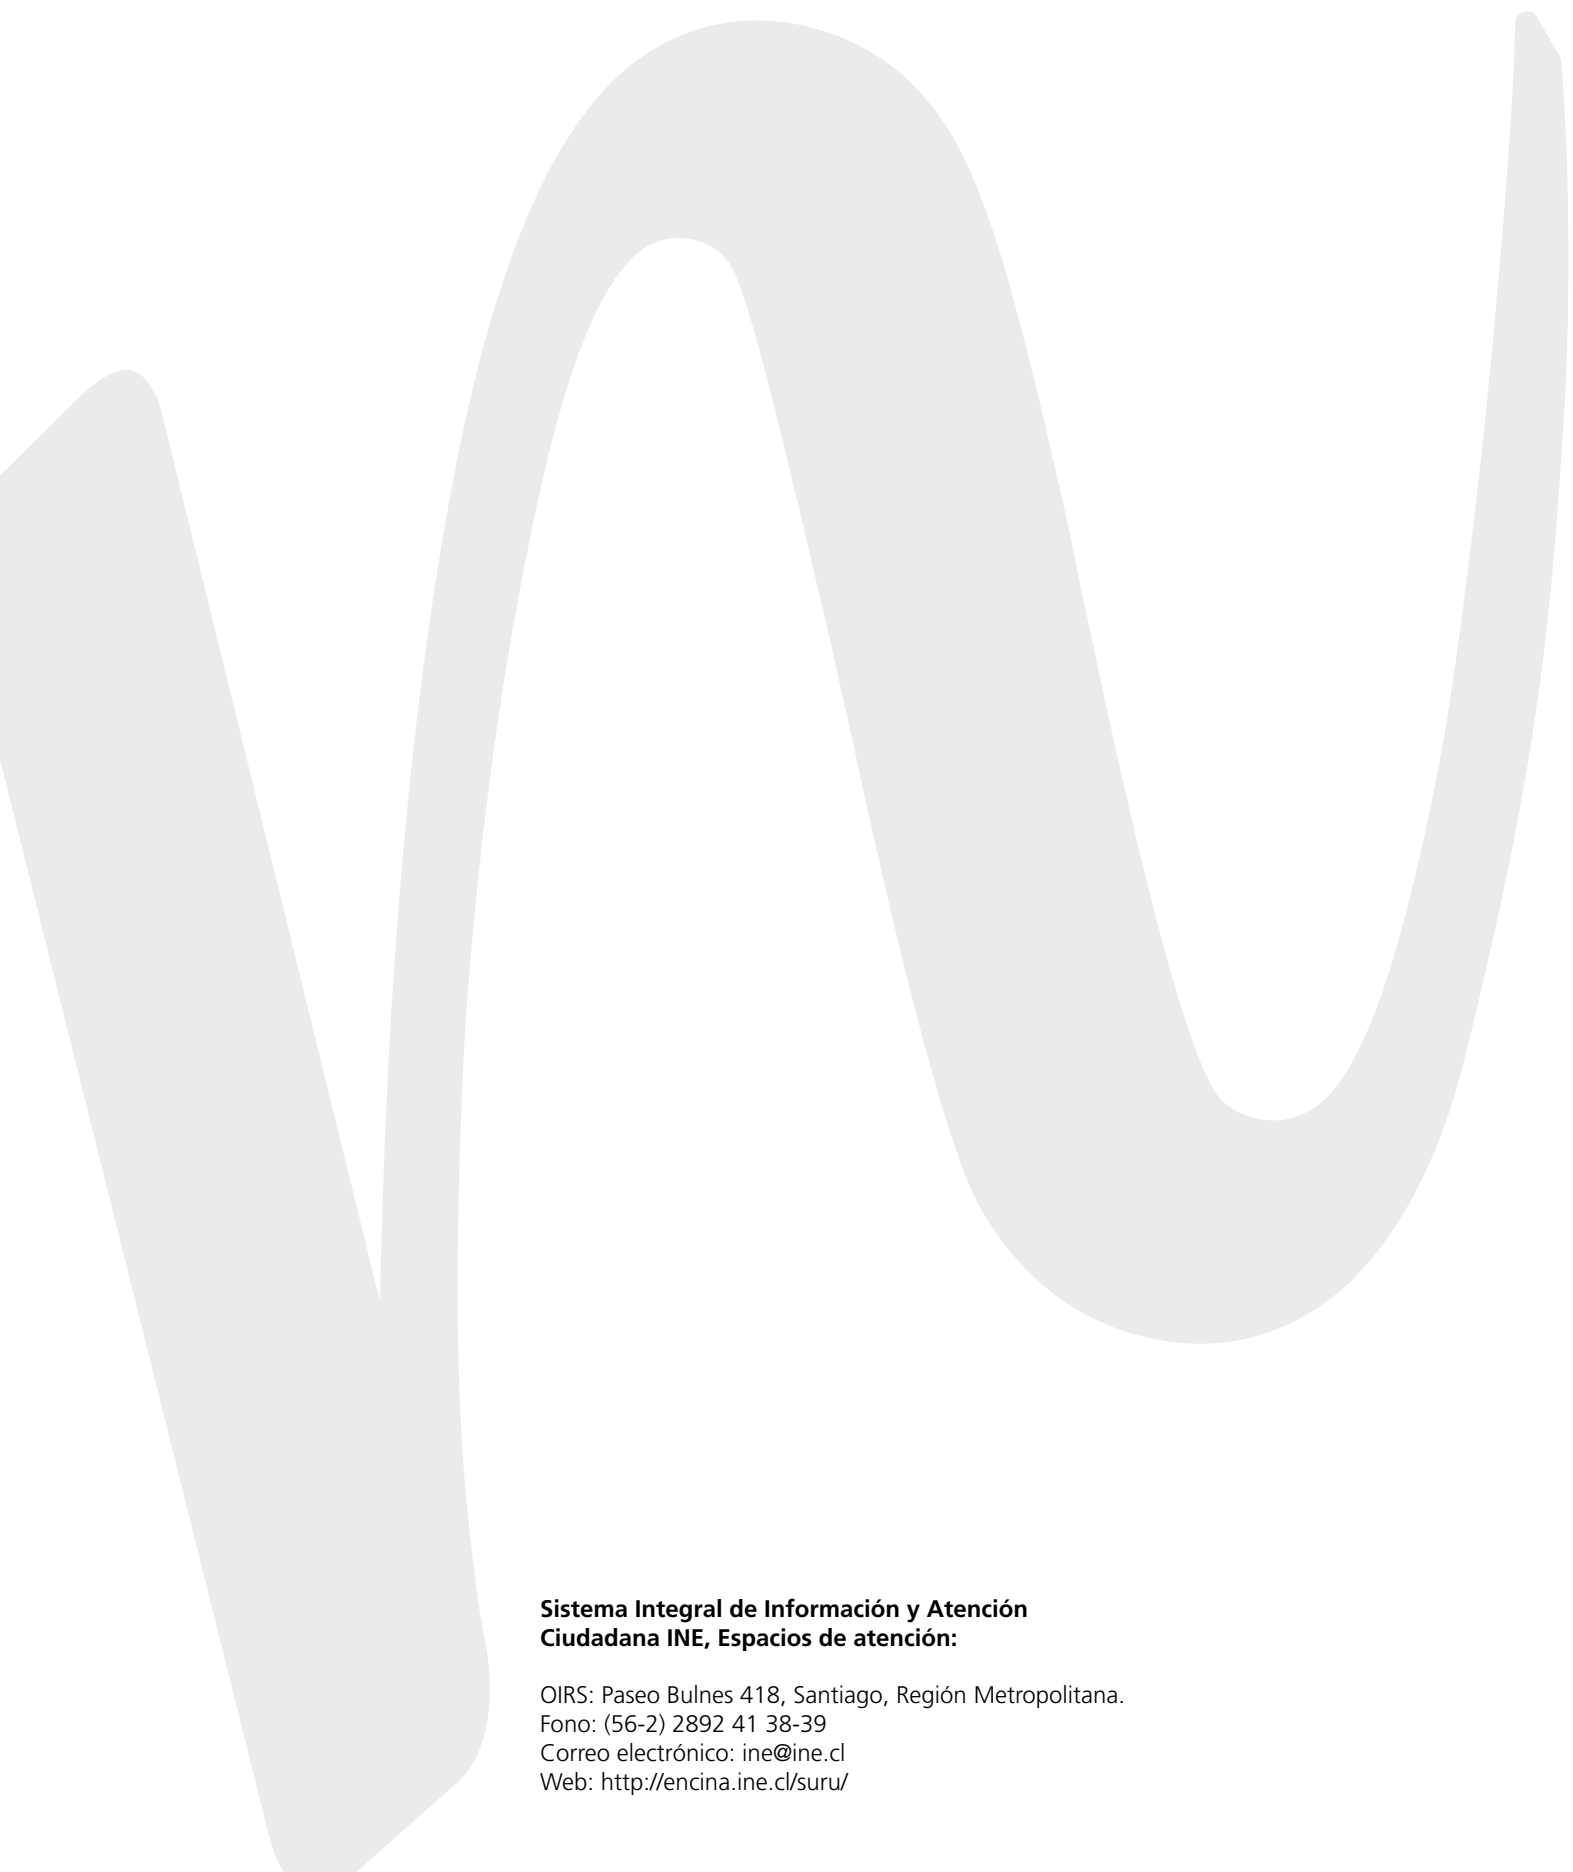 Sistema Integral de Información y Atención
Ciudadana INE, Espacios de atención:
OIRS: Paseo Bulnes 418, Santiago, Región Metropolitana.
Fono: (56-2) 2892 41 38-39
Correo electrónico: ine@ine.cl
Web: http://encina.ine.cl/suru/